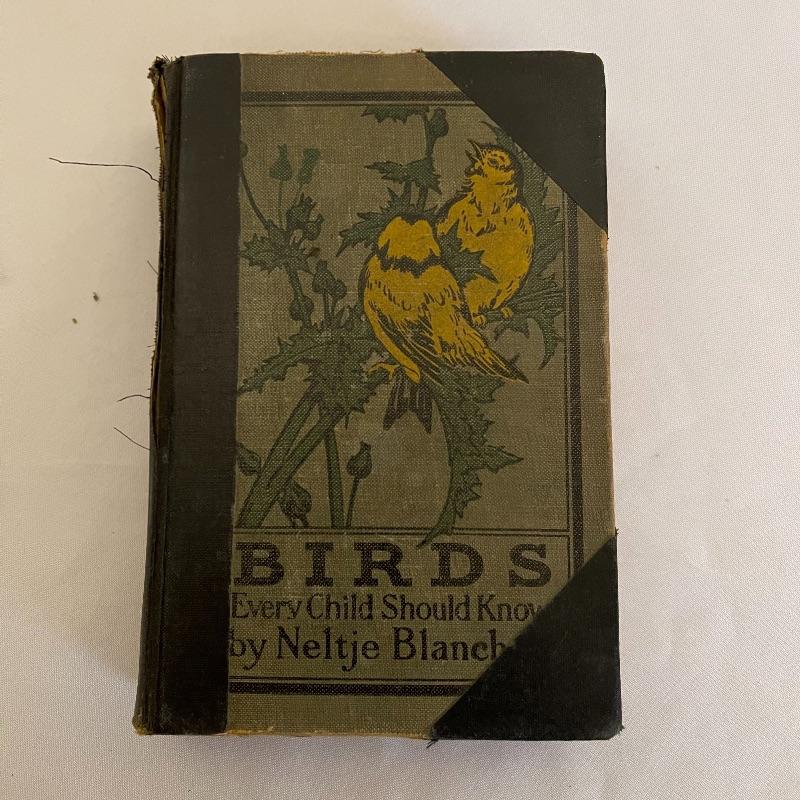 BIRDS
Every Child Should Know
by Neltje Blanch